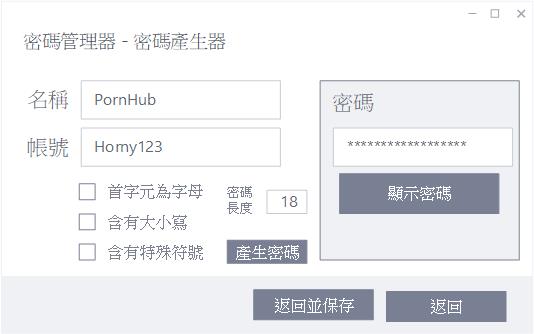 密碼管理器 - 密碼產生器
名稱 PornHub
帳號 Horny123
首字元為字母
含有大小寫
含有特殊符號
密碼
長度 18
產生密碼
密碼
******************
顯示密碼
返回並保存
返回